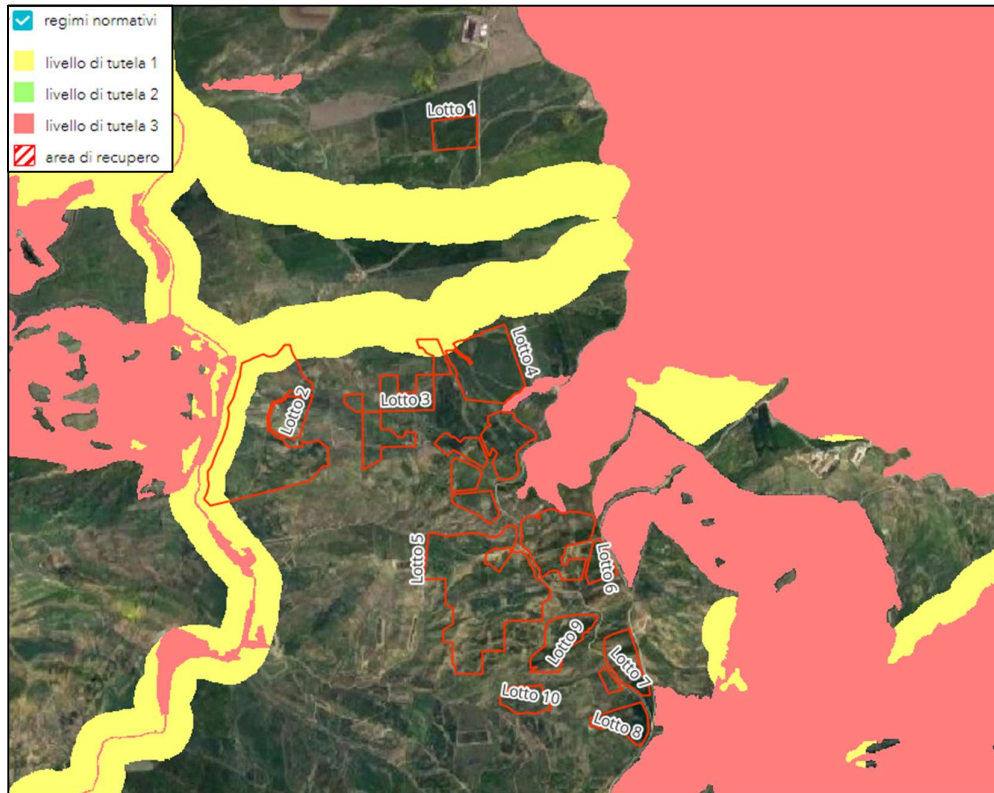 regimi normativi
livello di tutela 1
livello di tutela 2
livello di tutela 3
area di recupero
Lotto 1
Lotto 4
Lotto 2
Lotto 3
Lotto 5
Lotto 6
Lotto 9
Lotto 7
Lotto 10
Lotto 8